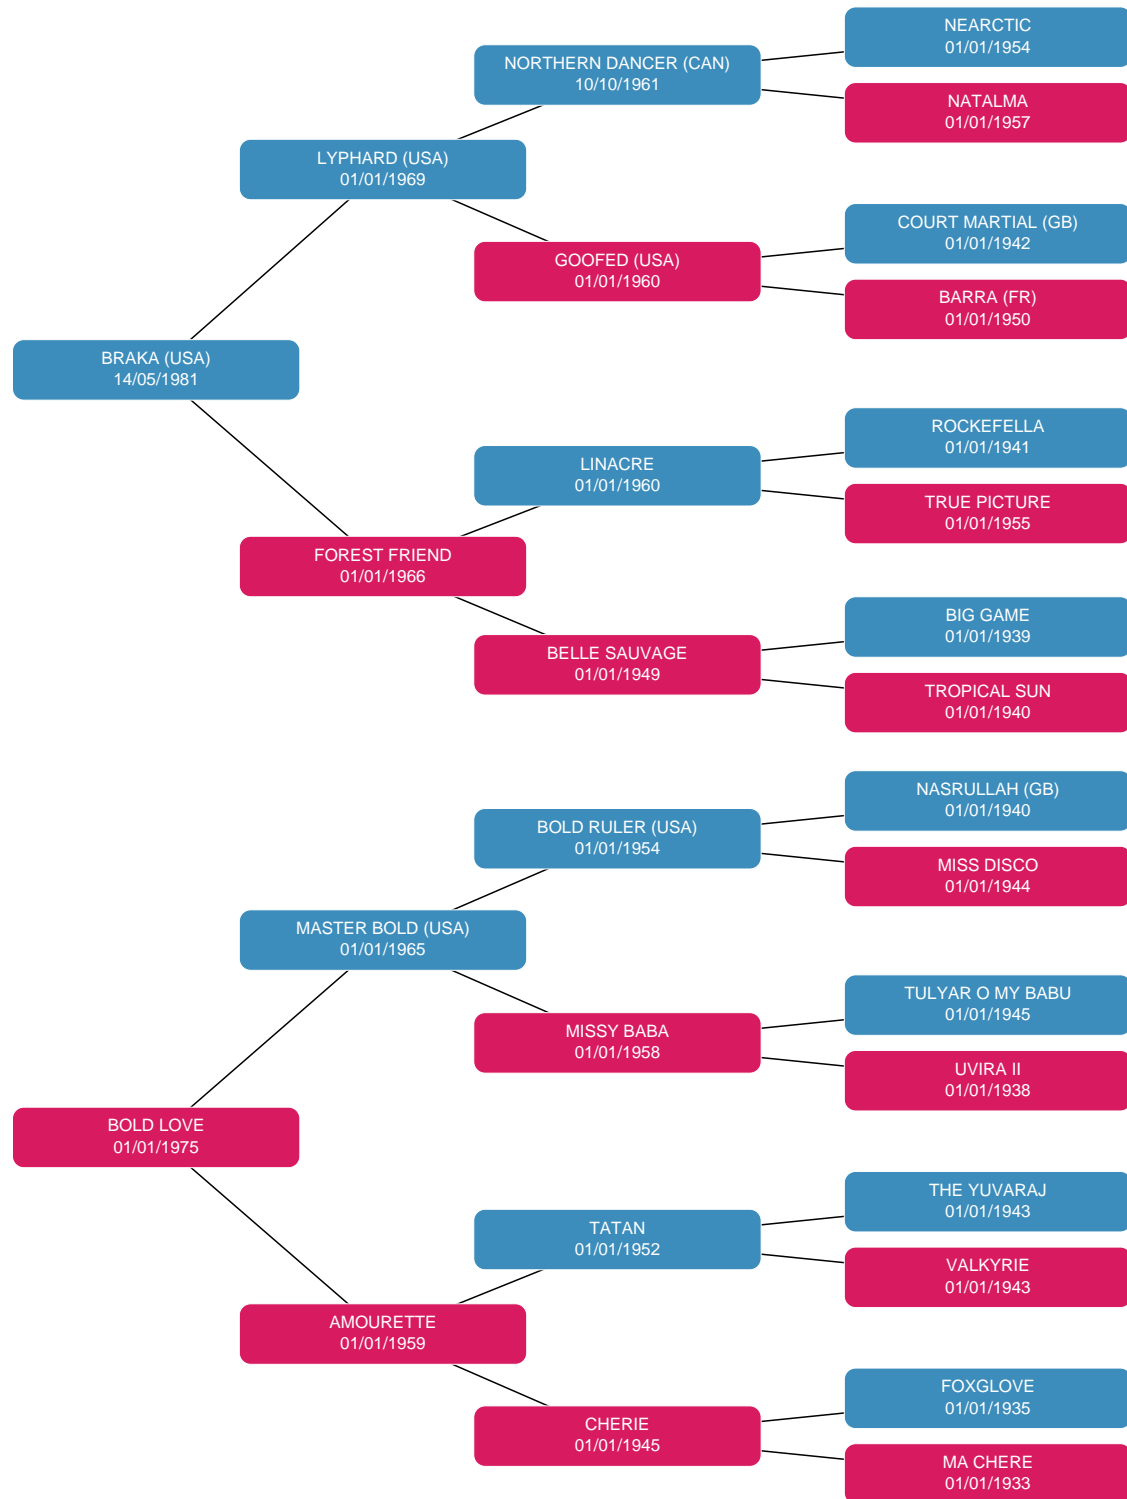 NEARCTIC
01/01/1954
NORTHERN DANCER (CAN)
10/10/1961
NATALMA
01/01/1957
LYPHARD (USA)
01/01/1969
COURT MARTIAL (GB)
01/01/1942
GOOFED (USA)
01/01/1960
BARRA (FR)
01/01/1950
BRAKA (USA)
14/05/1981
ROCKEFELLA
01/01/1941
LINACRE
01/01/1960
TRUE PICTURE
01/01/1955
FOREST FRIEND
01/01/1966
BIG GAME
01/01/1939
BELLE SAUVAGE
01/01/1949
TROPICAL SUN
01/01/1940
NASRULLAH (GB)
01/01/1940
BOLD RULER (USA)
01/01/1954
MISS DISCO
01/01/1944
MASTER BOLD (USA)
01/01/1965
TULYAR O MY BABU
01/01/1945
MISSY BABA
01/01/1958
UVIRA II
01/01/1938
BOLD LOVE
01/01/1975
THE YUVARAJ
01/01/1943
TATAN
01/01/1952
VALKYRIE
01/01/1943
AMOURETTE
01/01/1959
FOXGLOVE
01/01/1935
CHERIE
01/01/1945
MA CHERE
01/01/1933